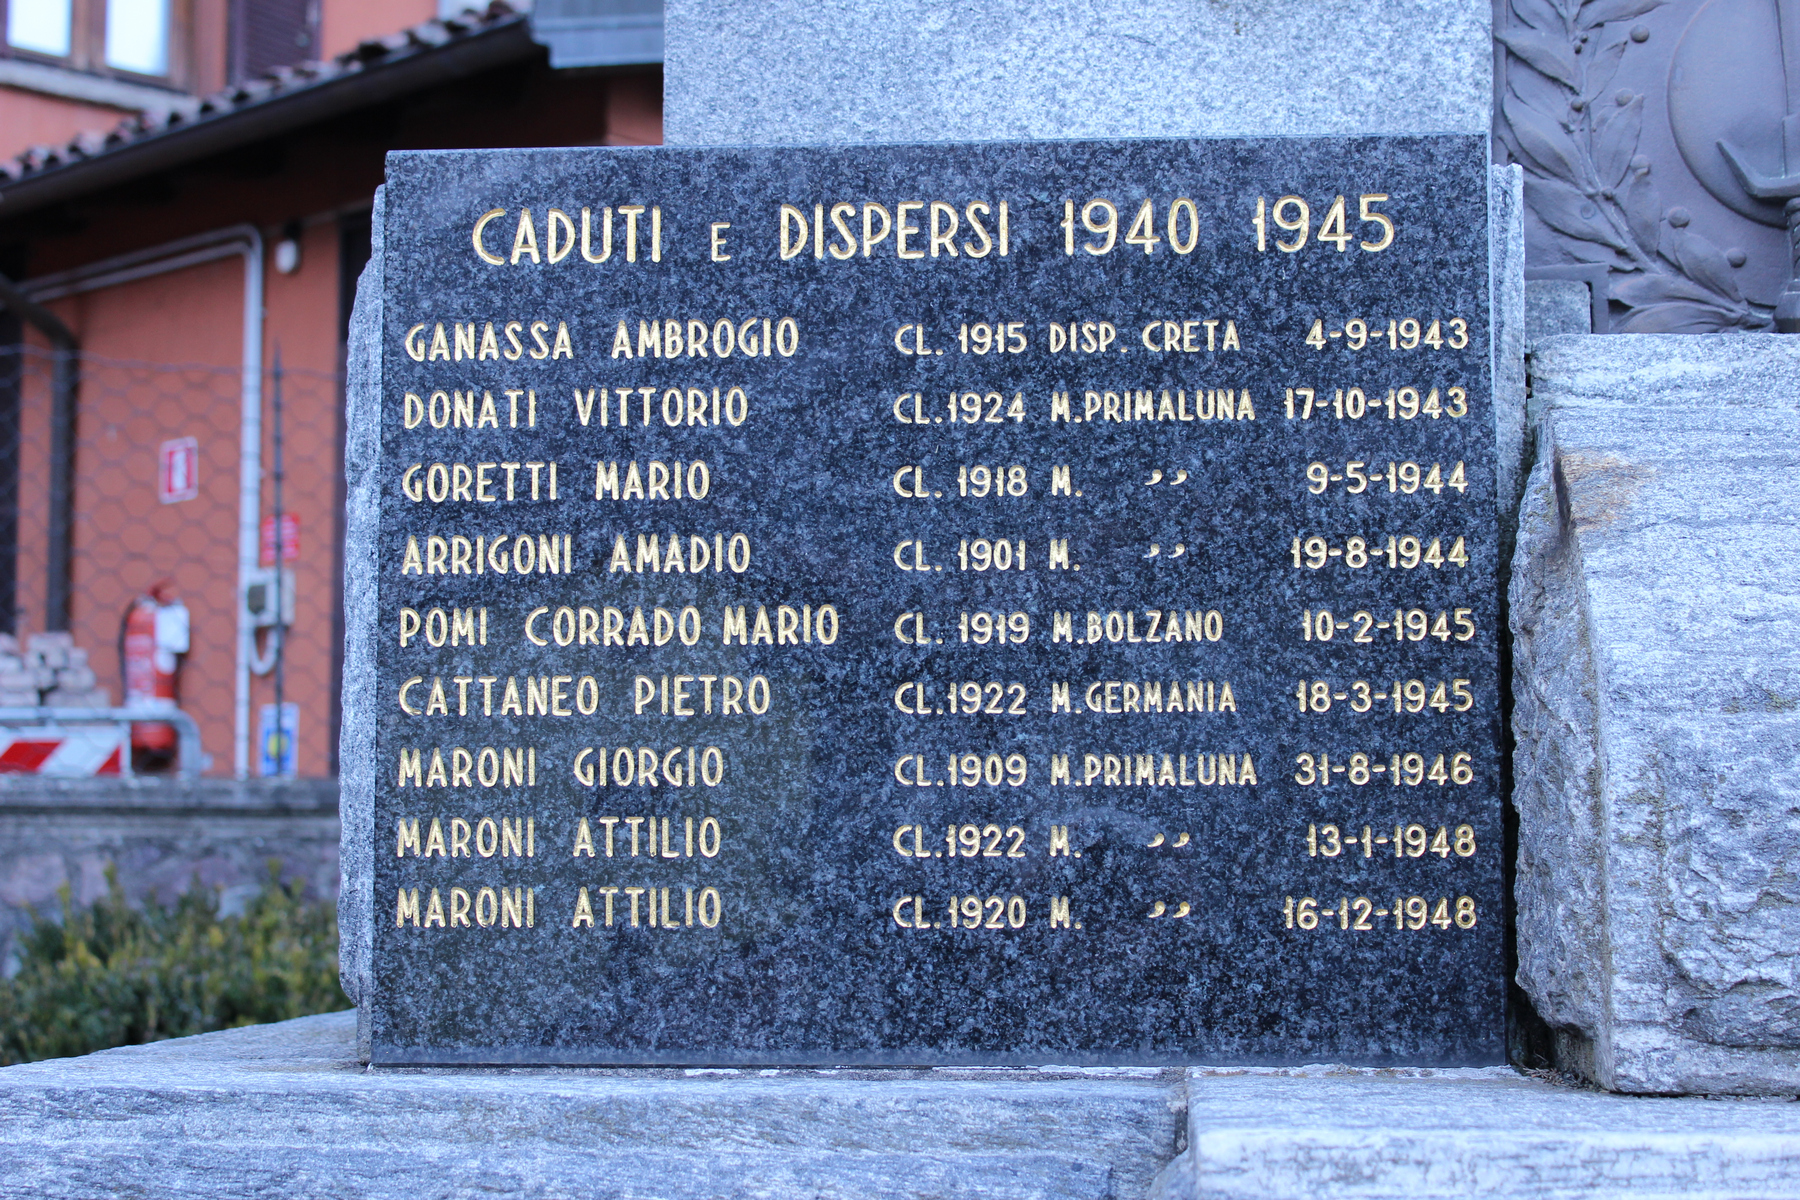 CADUTI E DISPERSI 1940 1945
GANASSA AMBROGIO CL. 1915 DISP. CRETA 4-9-1943
DONATI VITTORIO CL. 1924 M. PRIMALUNA 17-10-1943
GORETTI MARIO CL. 1918 M. ,, 9-5-1944
ARRIGONI AMADIO CL. 1901 M. ,, 19-8-1944
POMI CORRADO MARIO CL. 1919 M. BOLZANO 10-2-1945
CATTANEO PIETRO CL. 1922 M. GERMANIA 18-3-1945
MARONI GIORGIO CL. 1909 M. PRIMALUNA 31-8-1946
MARONI ATTILIO CL. 1922 M. ,, 13-1-1948
MARONI ATTILIO CL. 1920 M. ,, 16-12-1948